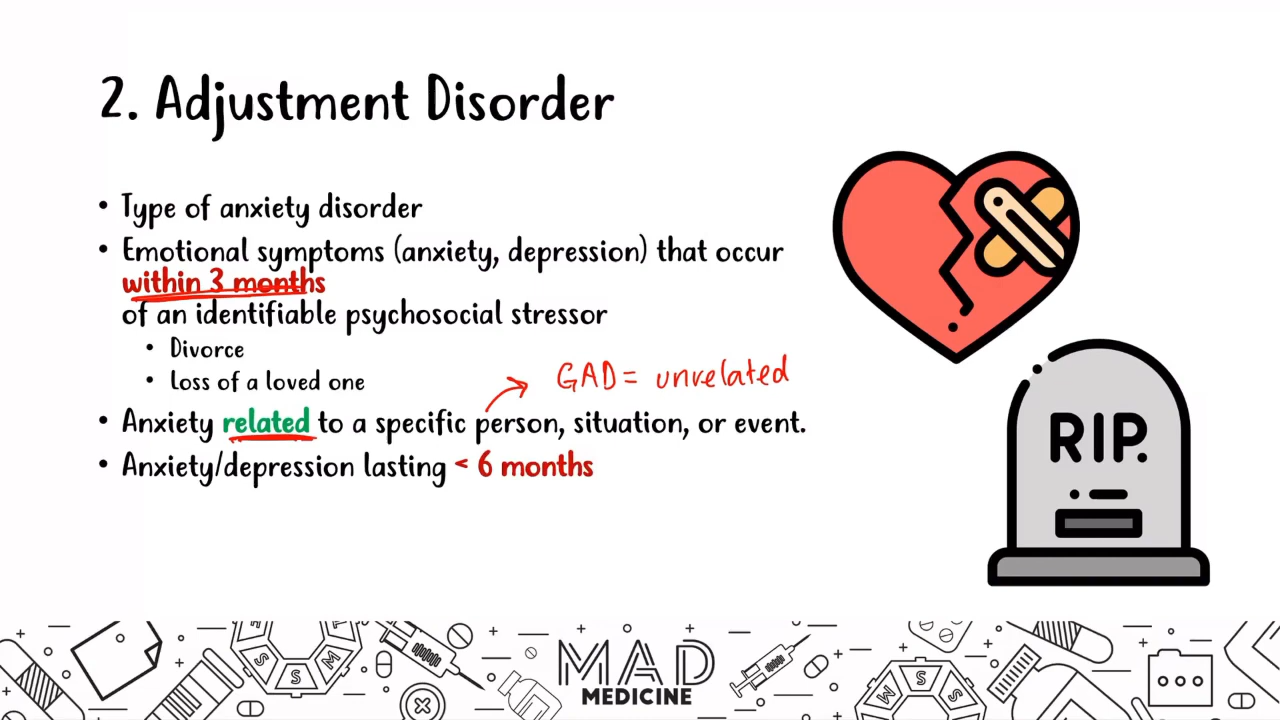 2. Adjustment Disorder
• Type of anxiety disorder
• Emotional symptoms (anxiety, depression) that occur
within 3 months
of an identifiable psychosocial stressor
• Divorce
• Loss of a loved one
GAD = unrelated
• Anxiety related to a specific person, situation, or event.
• Anxiety/depression lasting < 6 months
RIP.
MAD
MEDICINE
S
S
M
M
S
S